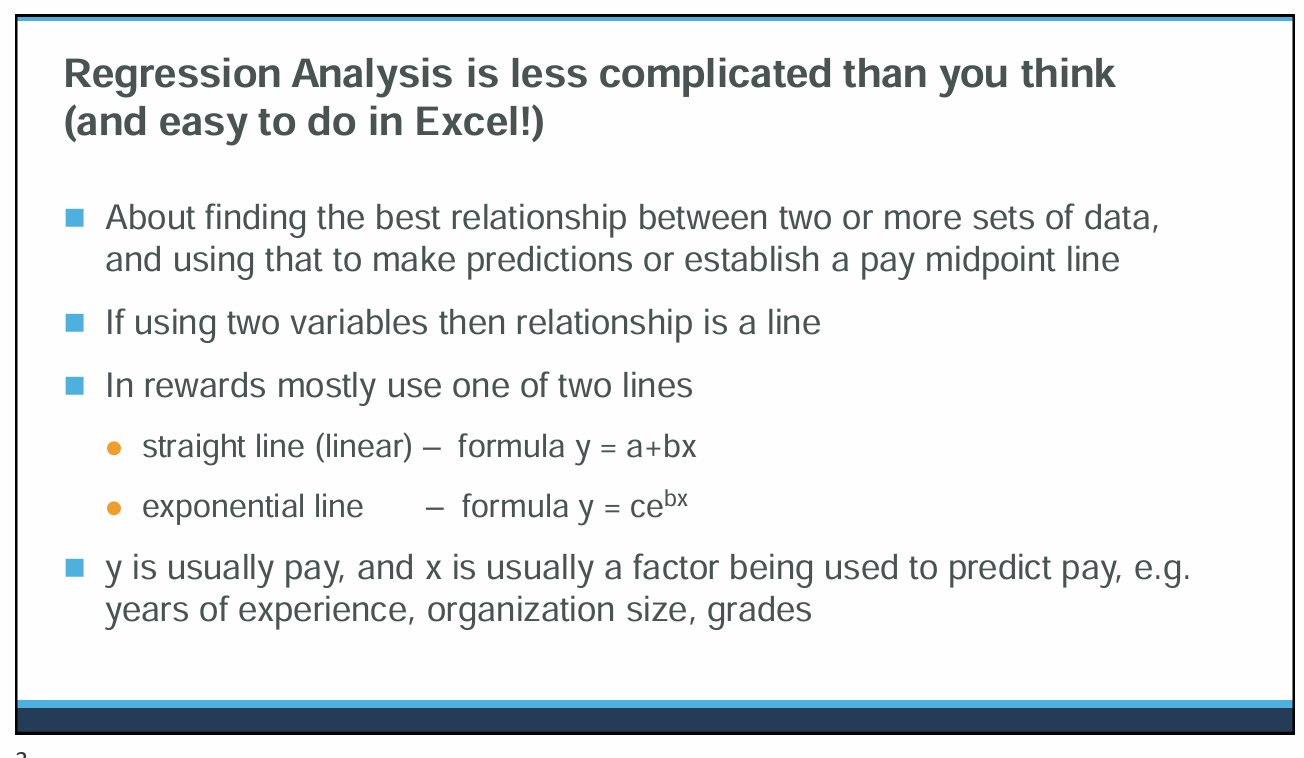 Regression Analysis is less complicated than you think
(and easy to do in Excel!)
About finding the best relationship between two or more sets of data,
and using that to make predictions or establish a pay midpoint line
If using two variables then relationship is a line
In rewards mostly use one of two lines
straight line (linear) – formula y = a+bx
exponential line – formula y = ce^bx
y is usually pay, and x is usually a factor being used to predict pay, e.g.
years of experience, organization size, grades